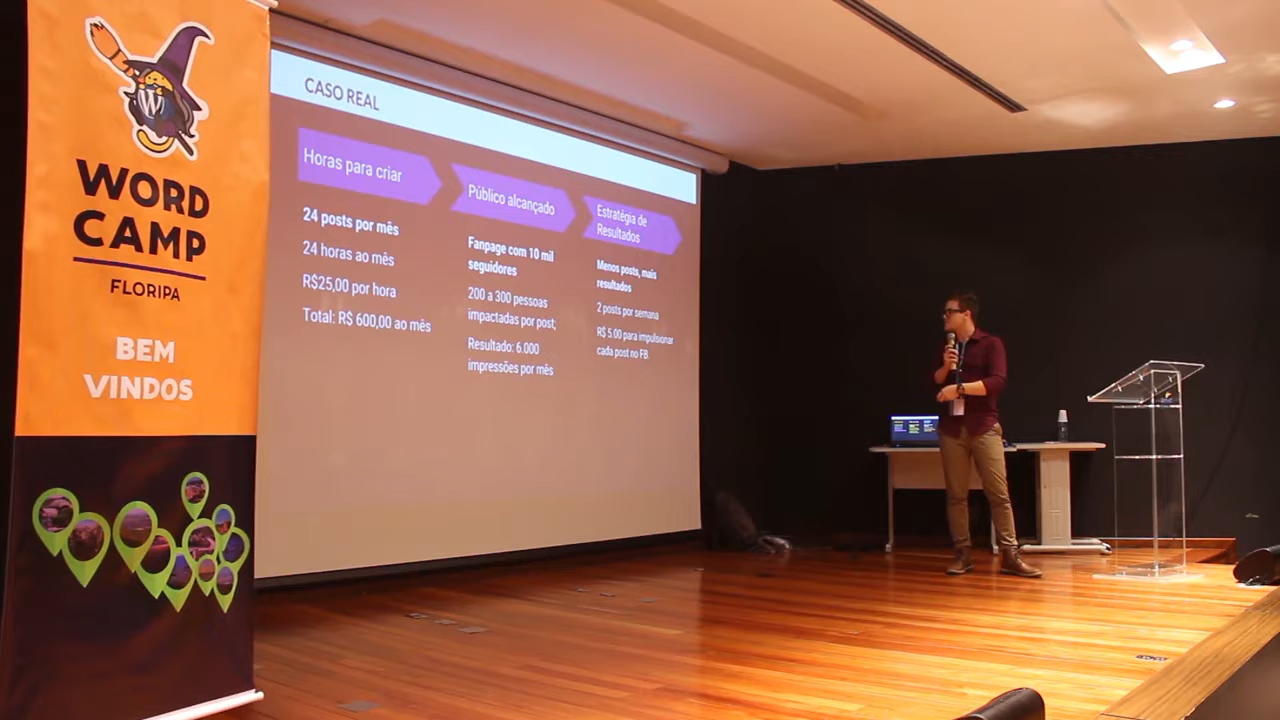 WORD
CAMP
FLORIPA
BEM
VINDOS
CASO REAL
Horas para criar
24 posts por mês
24 horas ao mês
R$25,00 por hora
Total: R$ 600,00 ao mês
Público alcançado
Fanpage com 10 mil
seguidores
200 a 300 pessoas
impactadas por post;
Resultado: 6.000
impressões por mês
Estratégia de
Resultados
Menos posts, mais
resultados
2 posts por semana
R$ 5.00 para impulsionar
cada post no FB.